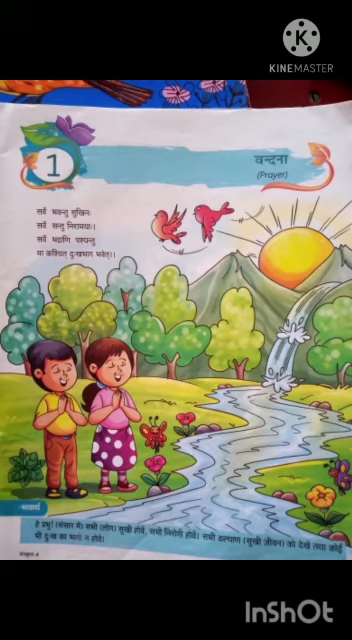 KINEMASTER
1
वन्दना
(Prayer)
सर्वे भवन्तु सुखिनः
सर्वे सन्तु निरामयाः।
सर्वे भद्राणि पश्यन्तु
मा कश्चित् दुःखभाग भवेत्।।
भावार्थ
हे प्रभु! (संसार में) सभी (लोग) सुखी होवें, सभी निरोगी होवें। सभी कल्याण (सुखी जीवन) को देखें तथा कोई
भी दुःख का भागी न होवे।
संस्कृत-4
InShOt